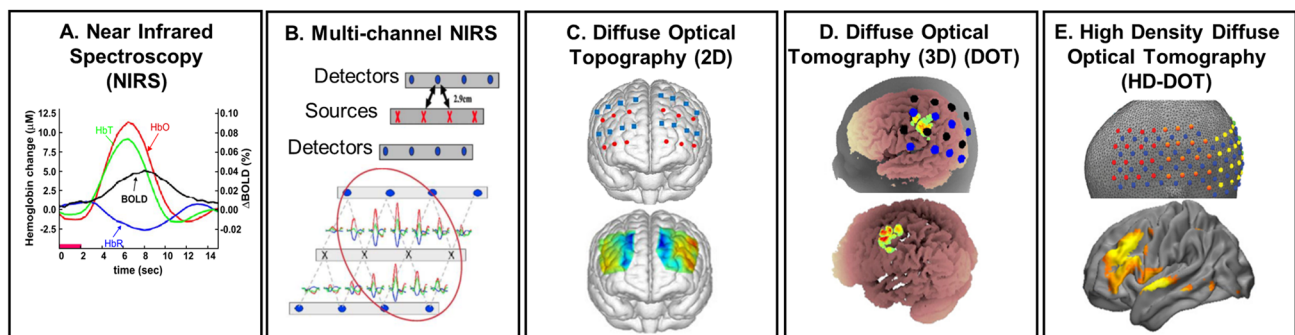 A. Near Infrared
Spectroscopy
(NIRS)
Hemoglobin change (μM)
12.5
10.0
7.5
5.0
2.5
0.0
-2.5
HbT
HbO
BOLD
HbR
0.10
0.08
0.06
0.04
0.02
0.00
-0.02
ΔBOLD (%)
0 2 4 6 8 10 12 14
time (sec)
B. Multi-channel NIRS
Detectors
2.9cm
Sources
X X X X
Detectors
X X X X
C. Diffuse Optical
Topography (2D)
D. Diffuse Optical
Tomography (3D) (DOT)
E. High Density Diffuse
Optical Tomography
(HD-DOT)